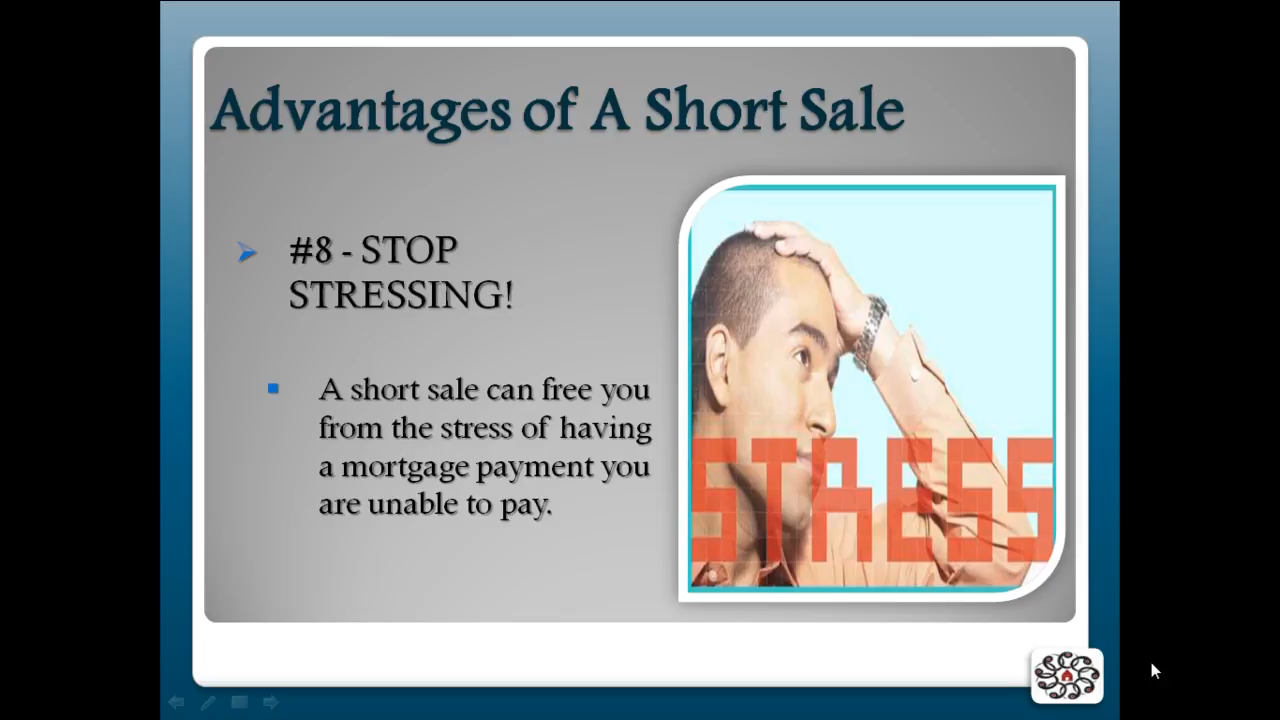 Advantages of A Short Sale
#8 - STOP
STRESSING!
A short sale can free you
from the stress of having
a mortgage payment you
are unable to pay.
STRESS